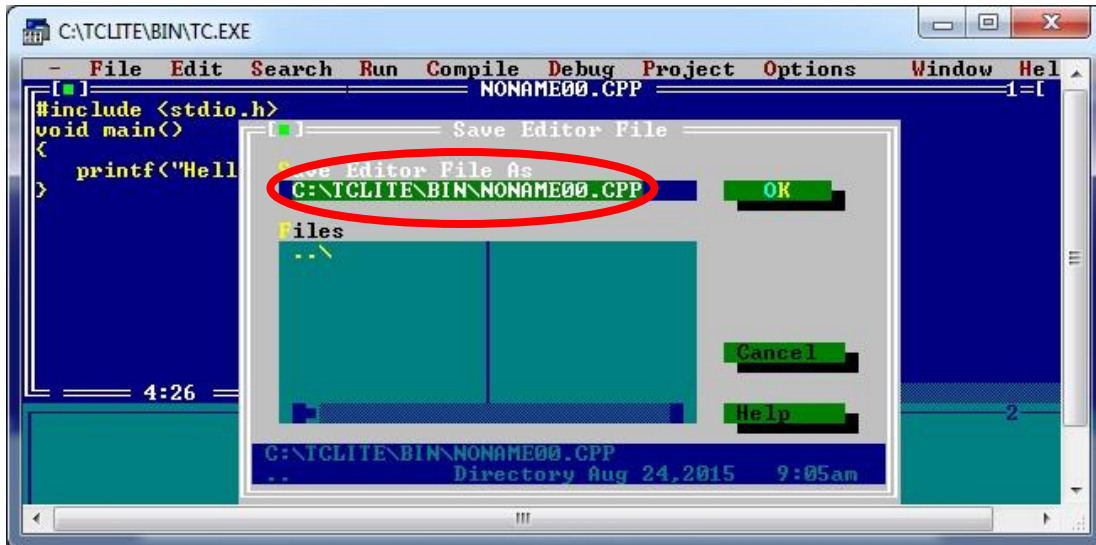 C:\TCLITE\BIN\TC.EXE
- File Edit Search Run Compile Debug Project Options Window Hel
NONAME00.CPP 1=[
#include <stdio.h>
void main()
{
printf("Hell
}
4:26
2
Save Editor File
Save Editor File As
C:\TCLITE\BIN\NONAME00.CPP
OK
Files
..\
Cancel
Help
C:\TCLITE\BIN\NONAME00.CPP
.. Directory Aug 24,2015 9:05am